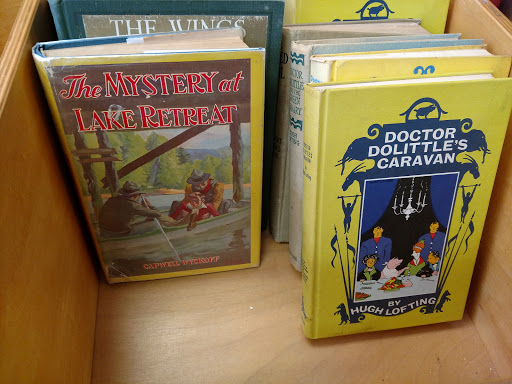 THE WINGS
The MYSTERY at
LAKE RETREAT
CAPWELL WYCKOFF
DOCTOR
DOLITTLE'S
CARAVAN
BY
HUGH LOFTING